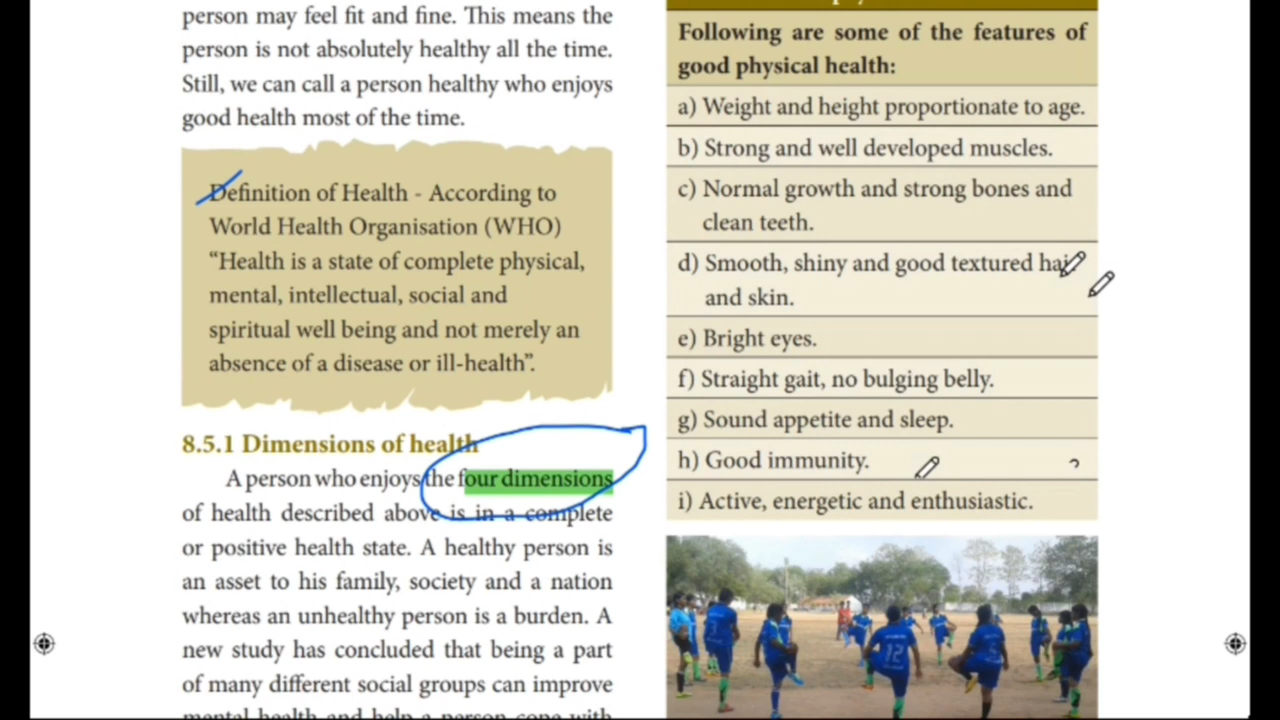 person may feel fit and fine. This means the
person is not absolutely healthy all the time.
Still, we can call a person healthy who enjoys
good health most of the time.
Definition of Health - According to
World Health Organisation (WHO)
“Health is a state of complete physical,
mental, intellectual, social and
spiritual well being and not merely an
absence of a disease or ill-health”.
8.5.1 Dimensions of health
A person who enjoys the four dimensions
of health described above is in a complete
or positive health state. A healthy person is
an asset to his family, society and a nation
whereas an unhealthy person is a burden. A
new study has concluded that being a part
of many different social groups can improve
mental health and help a person cope with
Following are some of the features of
good physical health:
a) Weight and height proportionate to age.
b) Strong and well developed muscles.
c) Normal growth and strong bones and
clean teeth.
d) Smooth, shiny and good textured hair
and skin.
e) Bright eyes.
f) Straight gait, no bulging belly.
g) Sound appetite and sleep.
h) Good immunity.
i) Active, energetic and enthusiastic.
12